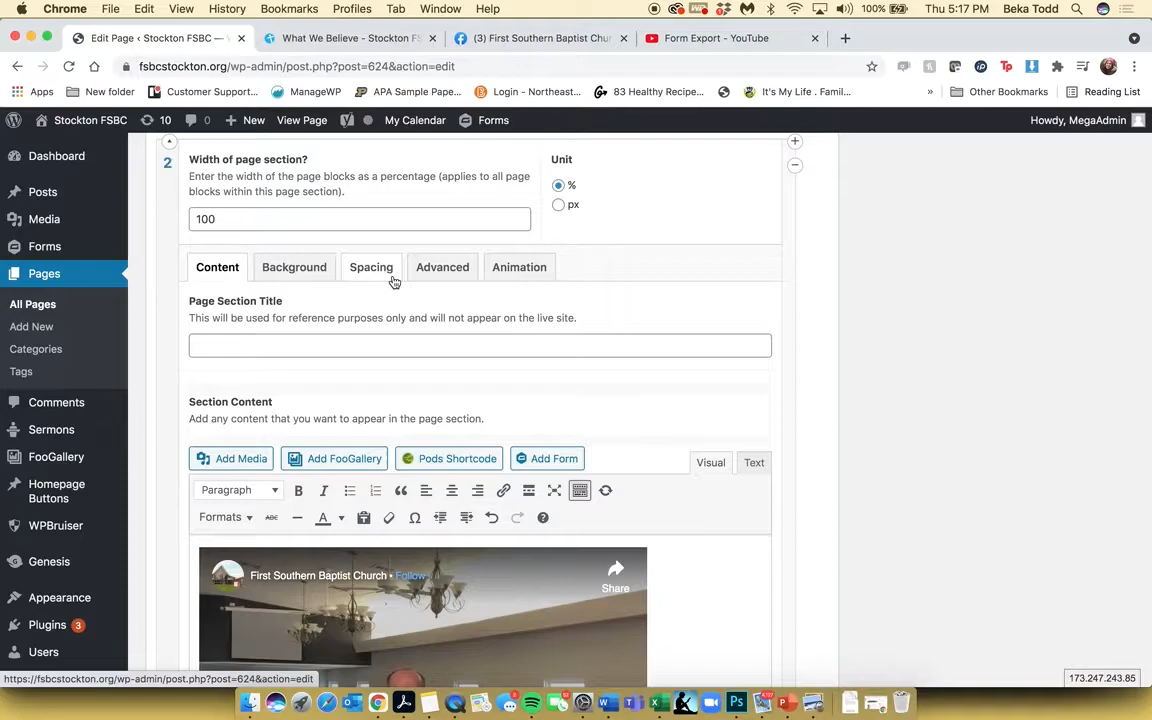 Chrome File Edit View History Bookmarks Profiles Tab Window Help 100% Thu 5:17 PM Beka Todd
Edit Page ‹ Stockton FSBC — What We Believe - Stockton F (3) First Southern Baptist Chur Form Export - YouTube
fsbcstockton.org/wp-admin/post.php?post=624&action=edit
Apps New folder Customer Support... ManageWP APA Sample Pape... Login - Northeast... 83 Healthy Recipe... It's My Life . Famil... » Other Bookmarks Reading List
Stockton FSBC 10 0 New View Page My Calendar Forms Howdy, MegaAdmin
Dashboard
Posts
Media
Forms
Pages
All Pages
Add New
Categories
Tags
Comments
Sermons
FooGallery
Homepage
Buttons
WPBruiser
Genesis
Appearance
Plugins 3
Users
2 Width of page section?
Enter the width of the page blocks as a percentage (applies to all page
blocks within this page section).
100
Unit
%
px
Content Background Spacing Advanced Animation
Page Section Title
This will be used for reference purposes only and will not appear on the live site.
Section Content
Add any content that you want to appear in the page section.
Add Media Add FooGallery Pods Shortcode Add Form Visual Text
Paragraph B I
Formats ABC A Ω
First Southern Baptist Church • Follow
Share
https://fsbcstockton.org/wp-admin/post.php?post=624&action=edit
173.247.243.85